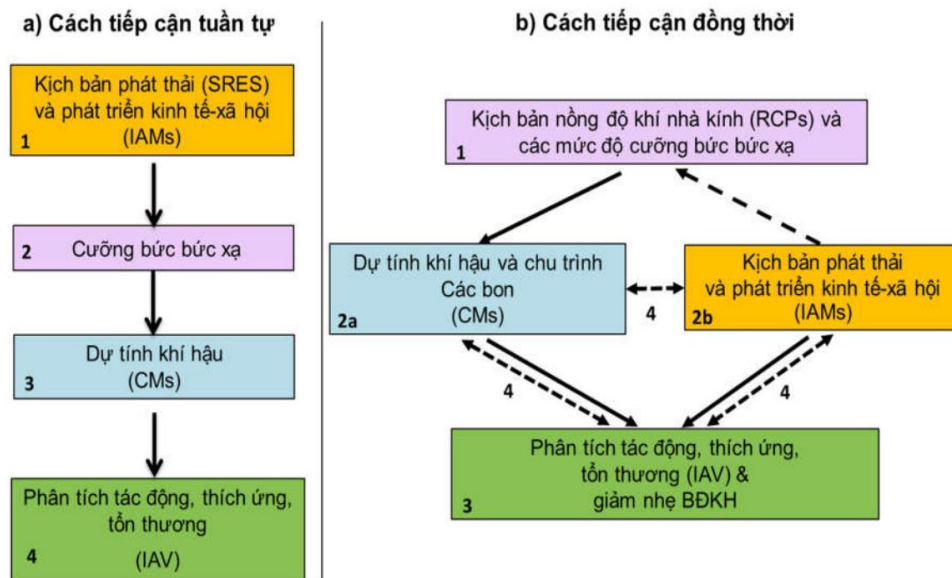 a) Cách tiếp cận tuần tự
Kịch bản phát thải (SRES)
và phát triển kinh tế-xã hội
(IAMs)
1
2
Cưỡng bức bức xạ
Dự tính khí hậu
(CMs)
3
Phân tích tác động, thích ứng,
tổn thương
(IAV)
4
b) Cách tiếp cận đồng thời
Kịch bản nồng độ khí nhà kính (RCPs) và
các mức độ cưỡng bức bức xạ
1
Dự tính khí hậu và chu trình
Các bon
(CMs)
2a
4
Kịch bản phát thải
và phát triển kinh tế-xã hội
(IAMs)
2b
4
4
Phân tích tác động, thích ứng,
tổn thương (IAV) &
giảm nhẹ BĐKH
3